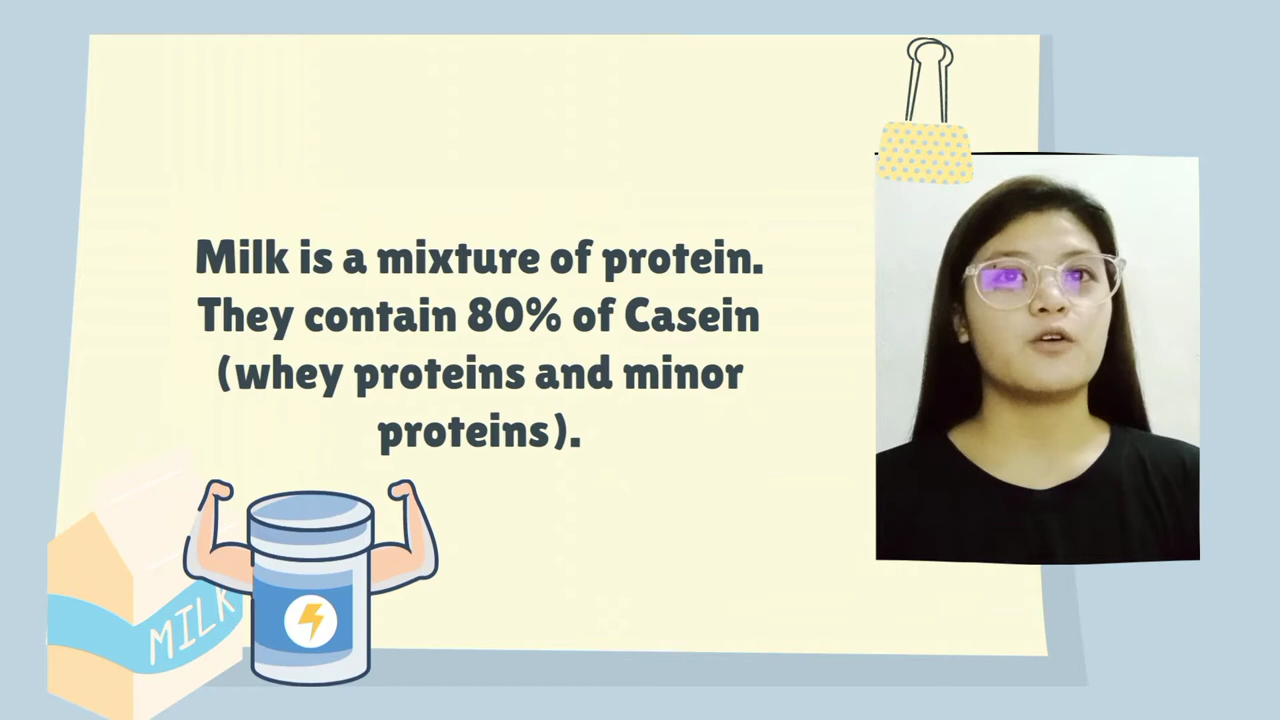 Milk is a mixture of protein.
They contain 80% of Casein
(whey proteins and minor
proteins).
MILK